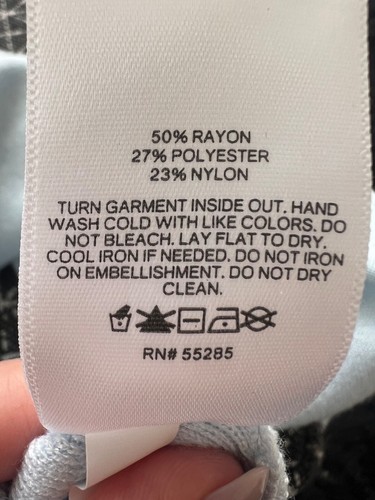 50% RAYON
27% POLYESTER
23% NYLON
TURN GARMENT INSIDE OUT. HAND
WASH COLD WITH LIKE COLORS. DO
NOT BLEACH. LAY FLAT TO DRY.
COOL IRON IF NEEDED. DO NOT IRON
ON EMBELLISHMENT. DO NOT DRY
CLEAN.
RN# 55285